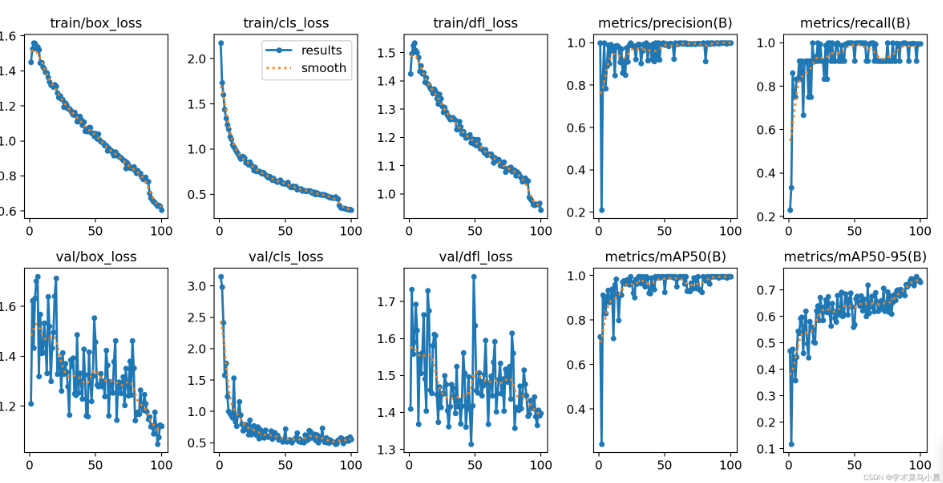 train/box_loss
train/cls_loss
train/dfl_loss
metrics/precision(B)
metrics/recall(B)
1.6
1.4
1.2
1.0
0.8
0.6
0 50 100
results
smooth
2.0
1.5
1.0
0.5
0 50 100
1.5
1.4
1.3
1.2
1.1
1.0
0 50 100
1.0
0.8
0.6
0.4
0.2
0 50 100
1.0
0.8
0.6
0.4
0.2
0 50 100
val/box_loss
val/cls_loss
val/dfl_loss
metrics/mAP50(B)
metrics/mAP50-95(B)
1.6
1.4
1.2
0 50 100
3.0
2.5
2.0
1.5
1.0
0.5
0 50 100
1.7
1.6
1.5
1.4
1.3
0 50 100
1.0
0.8
0.6
0.4
0 50 100
0.7
0.6
0.5
0.4
0.3
0.2
0.1
0 50 100
CSDN @学术菜鸟小晨